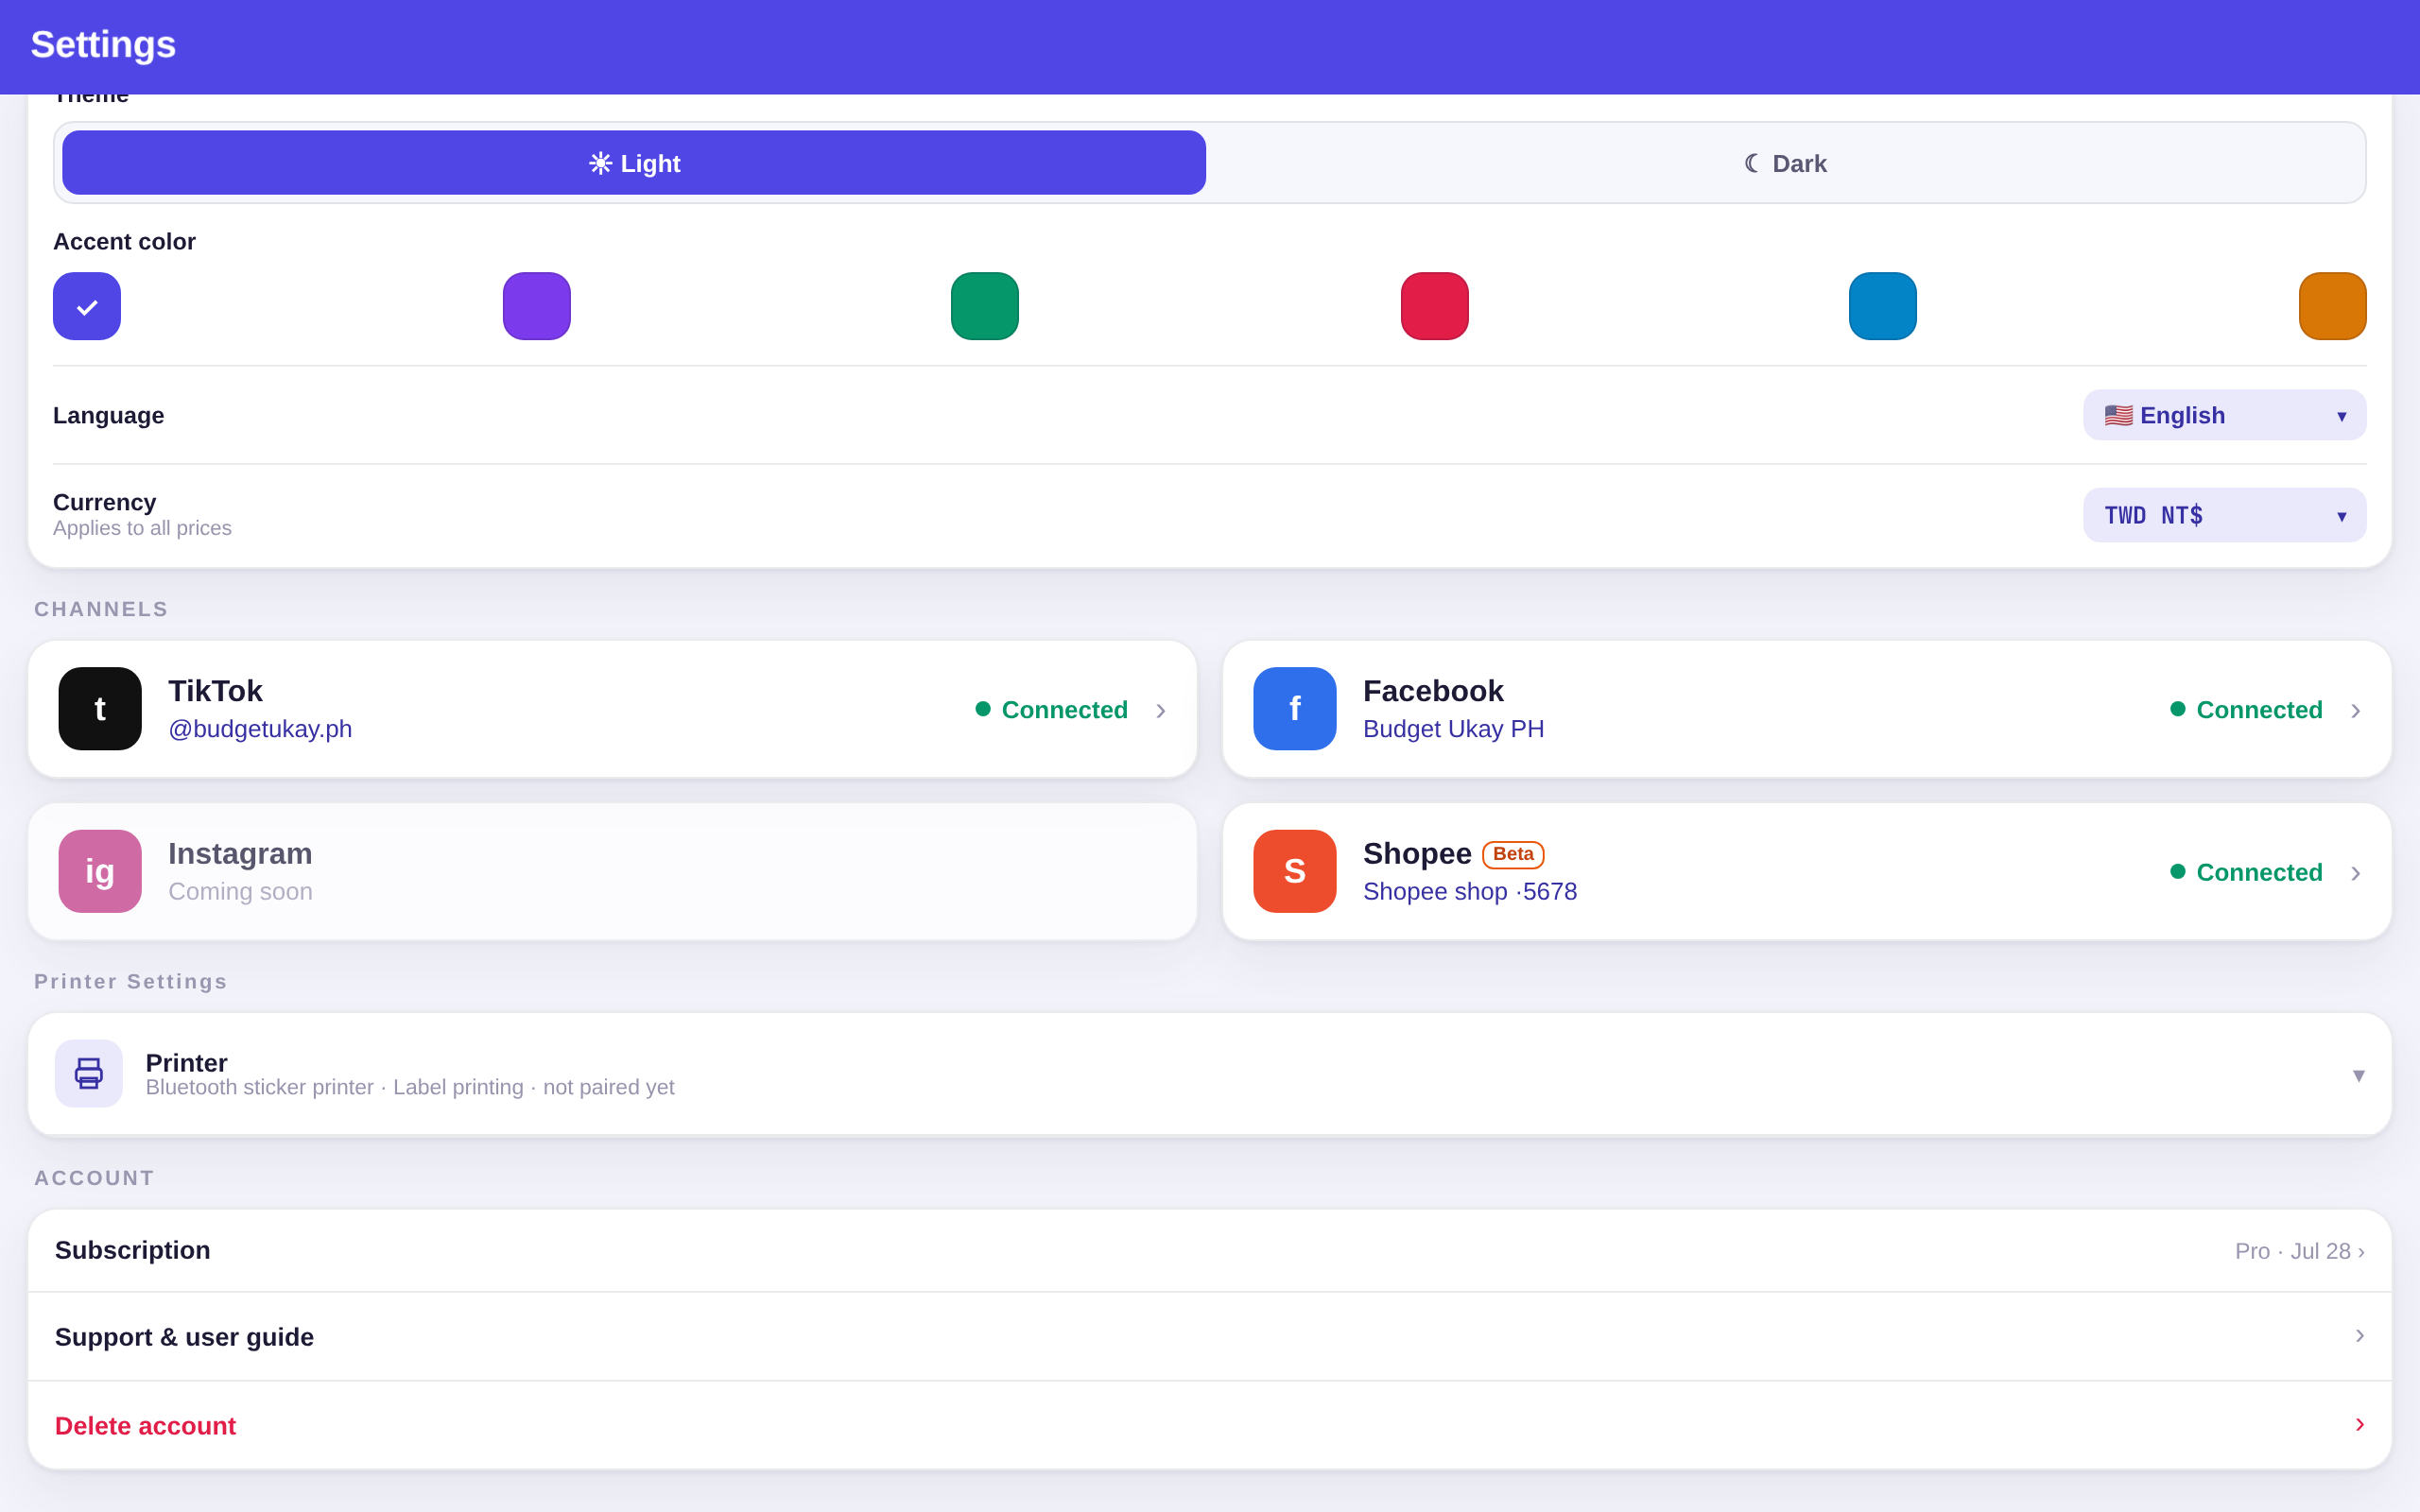 Settings
Theme
Light
Dark
Accent color
Language
English
Currency
Applies to all prices
TWD NT$
CHANNELS
t
TikTok
@budgetukay.ph
Connected
f
Facebook
Budget Ukay PH
Connected
ig
Instagram
Coming soon
S
Shopee Beta
Shopee shop ·5678
Connected
Printer Settings
Printer
Bluetooth sticker printer · Label printing · not paired yet
ACCOUNT
Subscription
Pro · Jul 28 ›
Support & user guide
Delete account